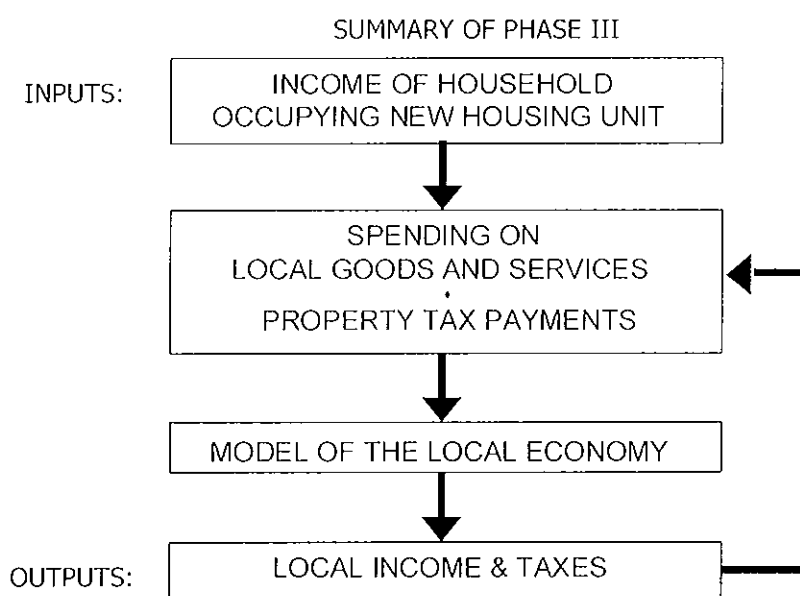 SUMMARY OF PHASE III
INPUTS:
INCOME OF HOUSEHOLD
OCCUPYING NEW HOUSING UNIT
SPENDING ON
LOCAL GOODS AND SERVICES
•
PROPERTY TAX PAYMENTS
MODEL OF THE LOCAL ECONOMY
OUTPUTS:
LOCAL INCOME & TAXES